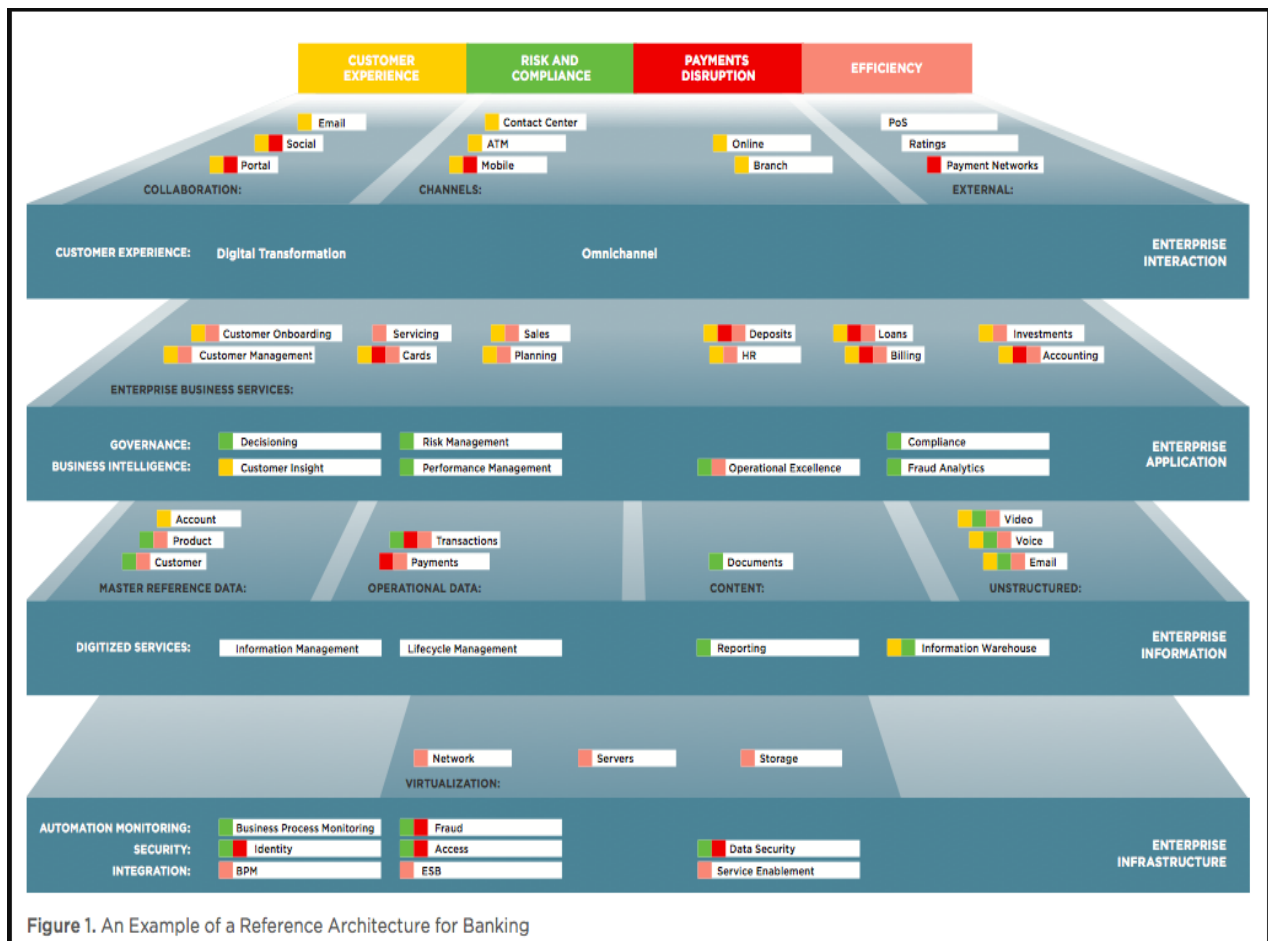 CUSTOMER
EXPERIENCE
RISK AND
COMPLIANCE
PAYMENTS
DISRUPTION
EFFICIENCY
Email
Social
Portal
COLLABORATION:
Contact Center
ATM
Mobile
CHANNELS:
Online
Branch
PoS
Ratings
Payment Networks
EXTERNAL:
CUSTOMER EXPERIENCE:
Digital Transformation
Omnichannel
ENTERPRISE
INTERACTION
Customer Onboarding
Servicing
Sales
Deposits
Loans
Investments
Customer Management
Cards
Planning
HR
Billing
Accounting
ENTERPRISE BUSINESS SERVICES:
GOVERNANCE:
Decisioning
Risk Management
Compliance
BUSINESS INTELLIGENCE:
Customer Insight
Performance Management
Operational Excellence
Fraud Analytics
ENTERPRISE
APPLICATION
Account
Product
Customer
MASTER REFERENCE DATA:
Transactions
Payments
OPERATIONAL DATA:
Documents
CONTENT:
Video
Voice
Email
UNSTRUCTURED:
DIGITIZED SERVICES:
Information Management
Lifecycle Management
Reporting
Information Warehouse
ENTERPRISE
INFORMATION
Network
Servers
Storage
VIRTUALIZATION:
AUTOMATION MONITORING:
Business Process Monitoring
Fraud
SECURITY:
Identity
Access
Data Security
INTEGRATION:
BPM
ESB
Service Enablement
ENTERPRISE
INFRASTRUCTURE
Figure 1. An Example of a Reference Architecture for Banking